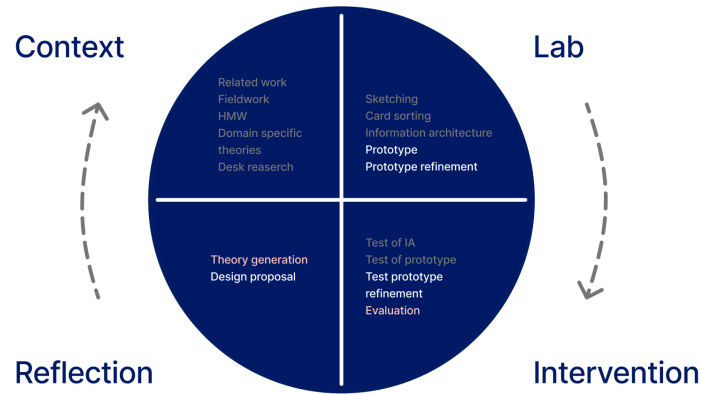 Context
Lab
Related work
Fieldwork
HMW
Domain specific
theories
Desk reaserch
Sketching
Card sorting
Information architecture
Prototype
Prototype refinement
Theory generation
Design proposal
Test of IA
Test of prototype
Test prototype
refinement
Evaluation
Reflection
Intervention